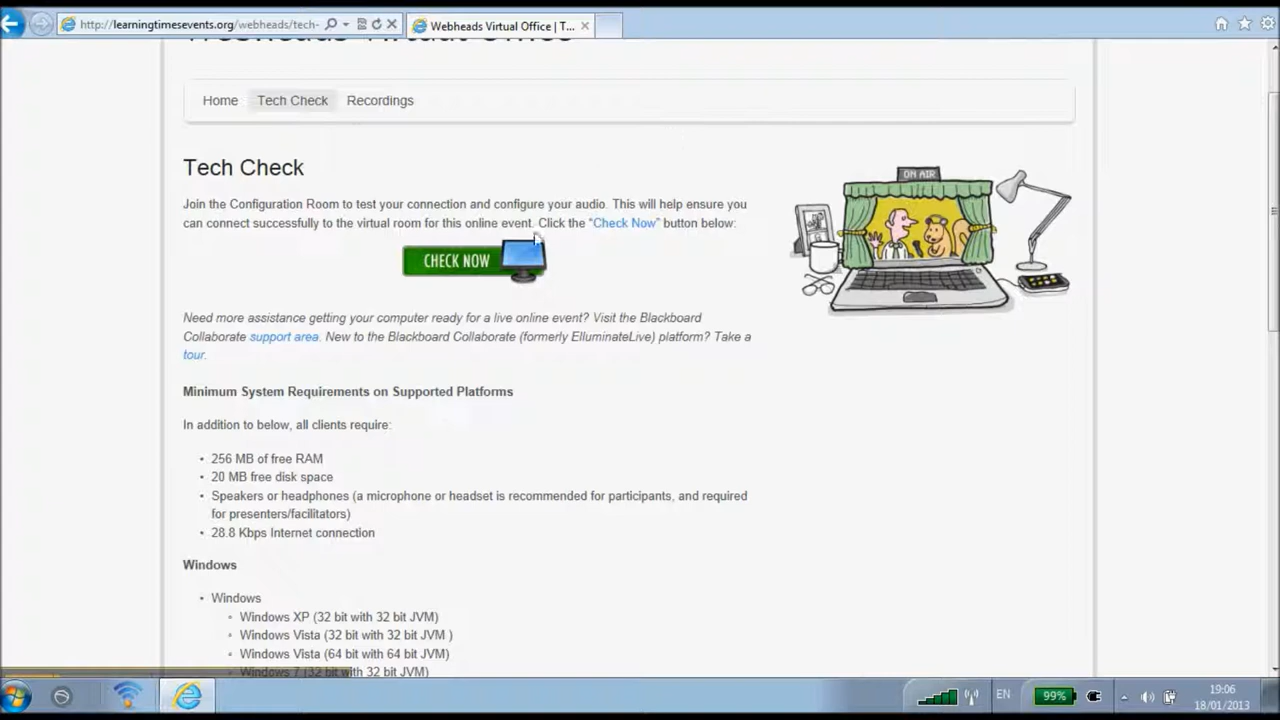 http://learningtimesevents.org/webheads/tech-
Webheads Virtual Office | T...
Webheads Virtual Office
Home
Tech Check
Recordings
Tech Check
ON AIR
Join the Configuration Room to test your connection and configure your audio. This will help ensure you
can connect successfully to the virtual room for this online event. Click the “Check Now” button below:
CHECK NOW
Need more assistance getting your computer ready for a live online event? Visit the Blackboard
Collaborate support area. New to the Blackboard Collaborate (formerly ElluminateLive) platform? Take a
tour.
Minimum System Requirements on Supported Platforms
In addition to below, all clients require:
• 256 MB of free RAM
• 20 MB free disk space
• Speakers or headphones (a microphone or headset is recommended for participants, and required
for presenters/facilitators)
• 28.8 Kbps Internet connection
Windows
• Windows
◦ Windows XP (32 bit with 32 bit JVM)
◦ Windows Vista (32 bit with 32 bit JVM )
◦ Windows Vista (64 bit with 64 bit JVM)
◦ Windows 7 (32 bit with 32 bit JVM)
EN
99%
19:06
18/01/2013